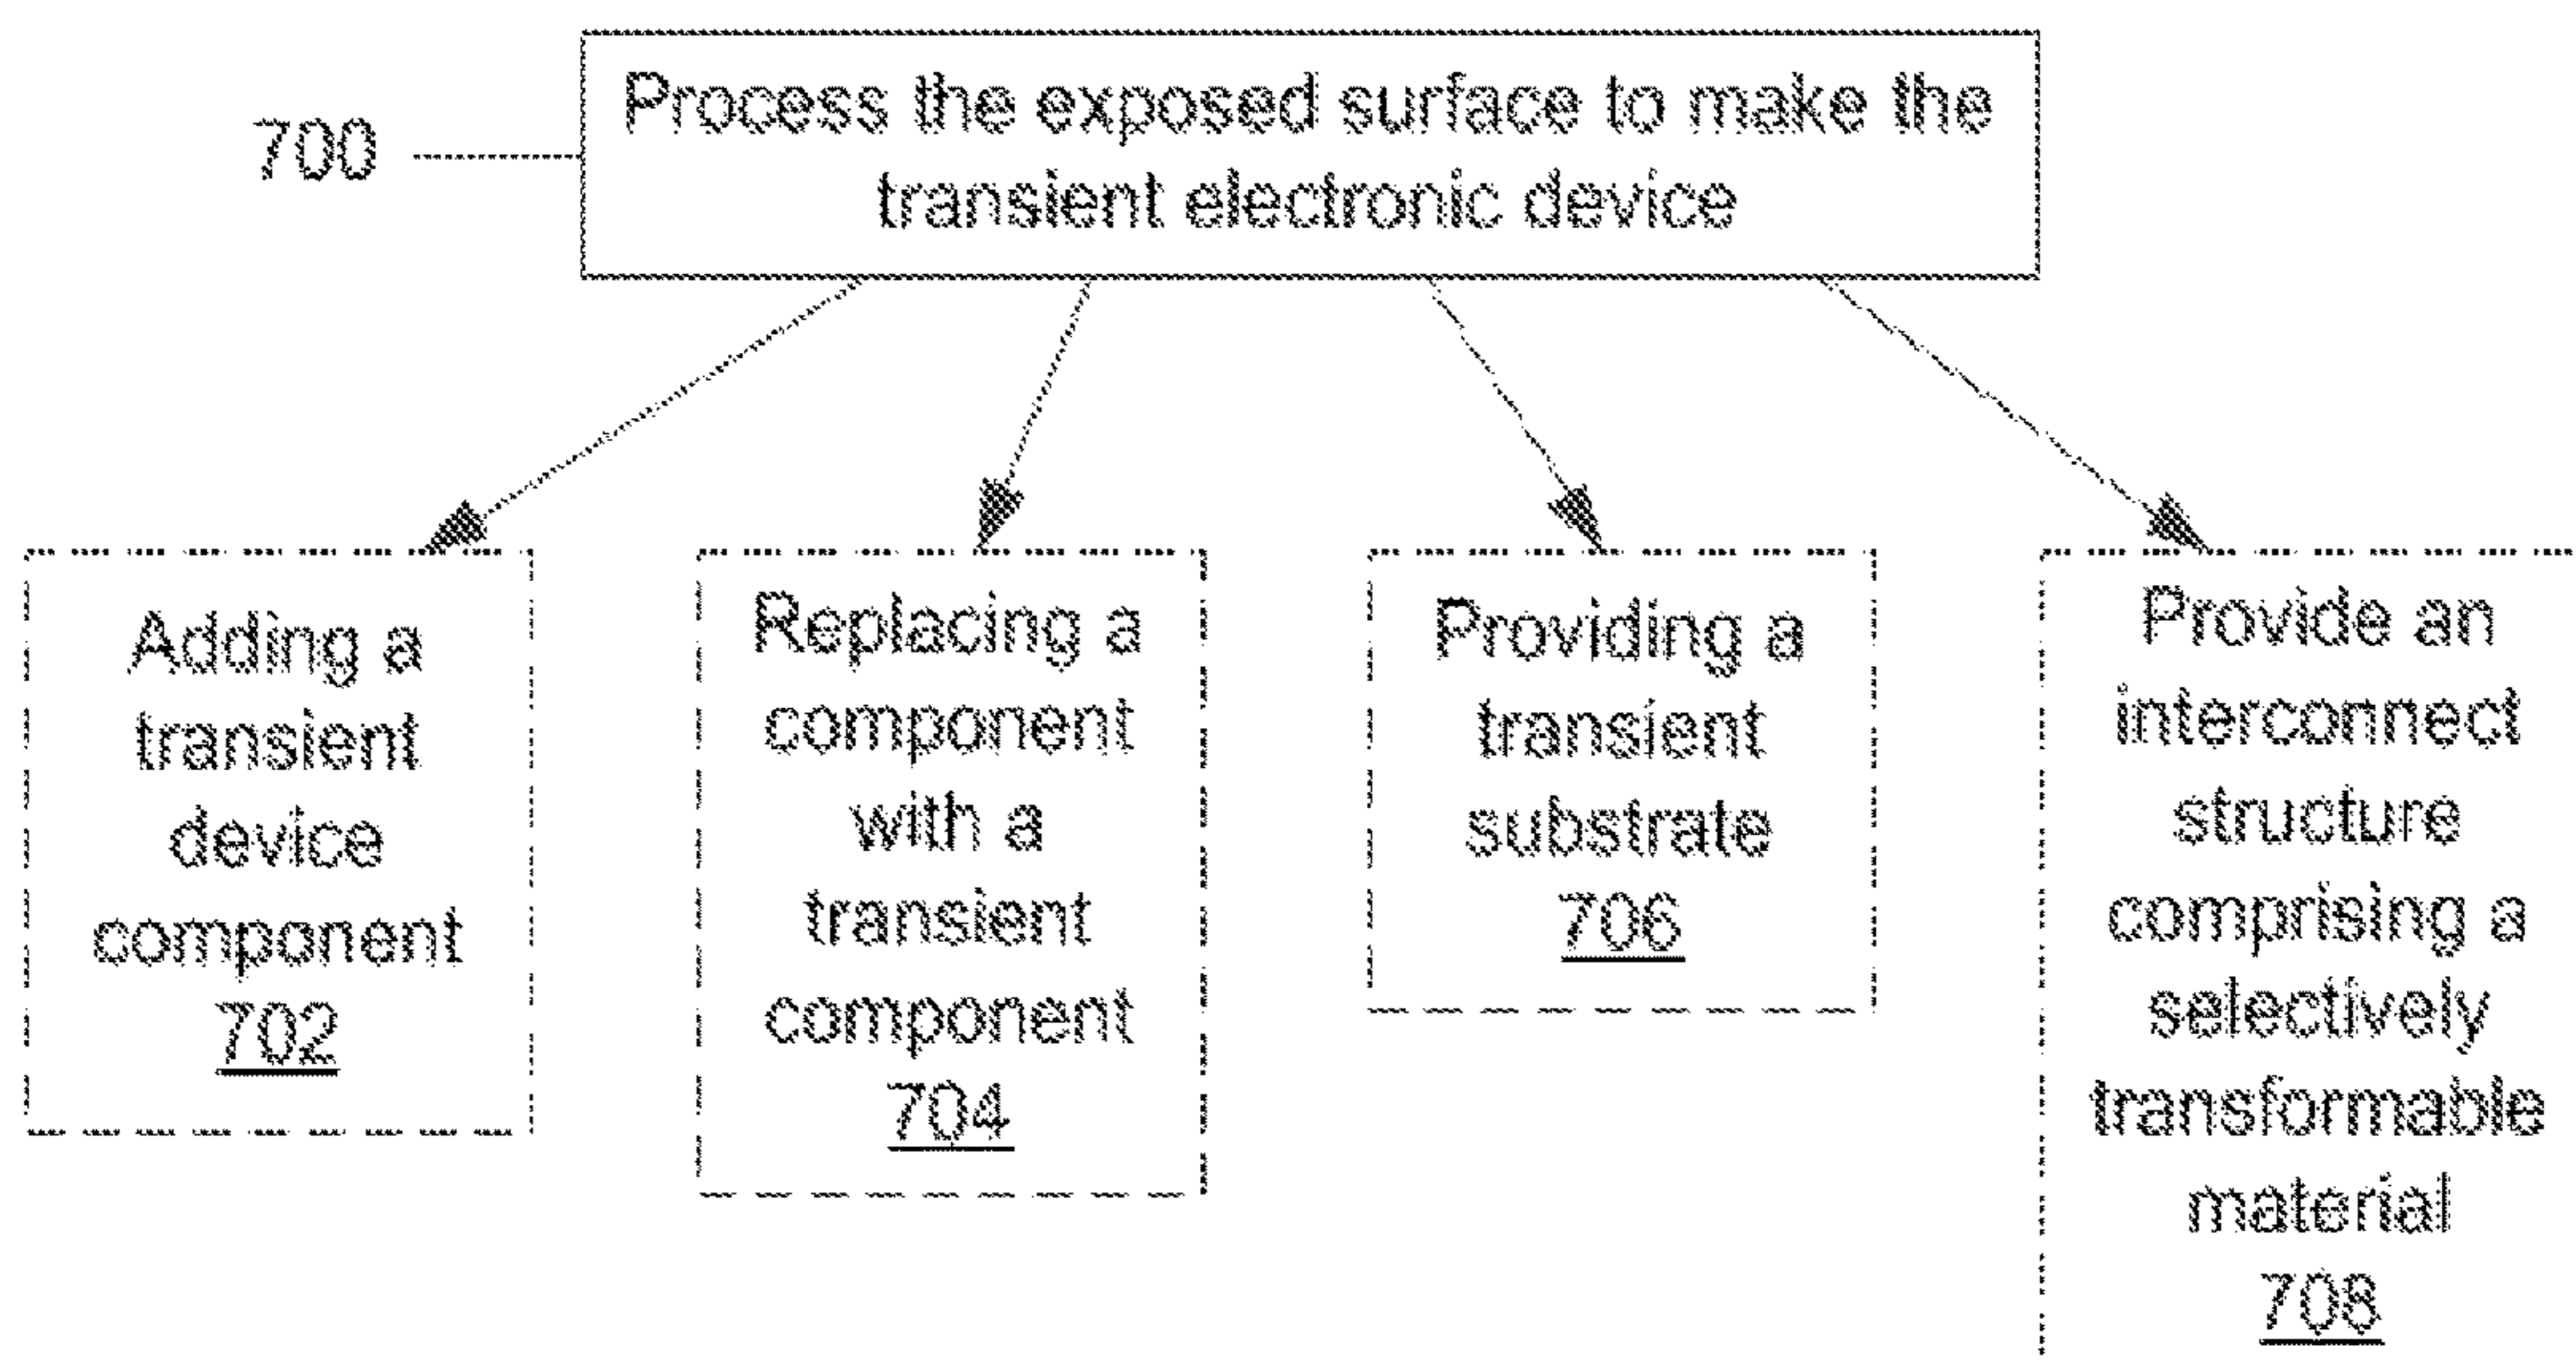 700
Process the exposed surface to make the
transient electronic device
Adding a
transient
device
component
702
Replacing a
component
with a
transient
component
704
Providing a
transient
substrate
706
Provide an
interconnect
structure
comprising a
selectively
transformable
material
708